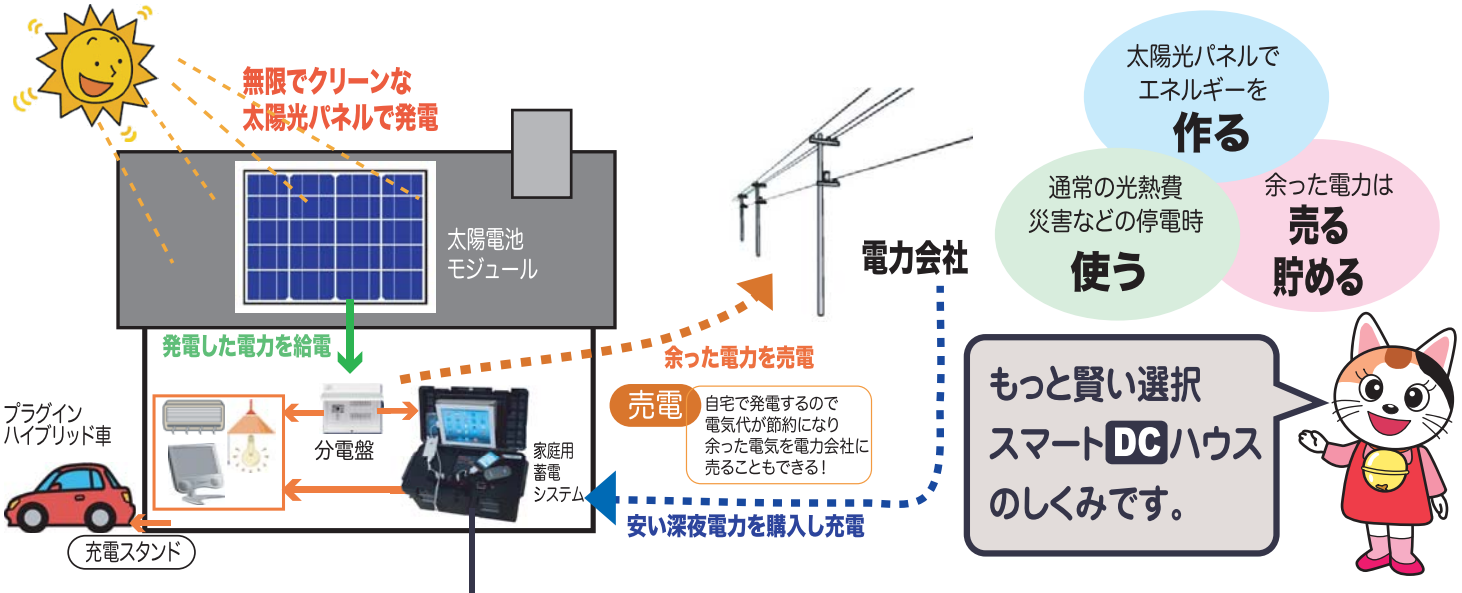 無限でクリーンな
太陽光パネルで発電
太陽電池
モジュール
発電した電力を給電
分電盤
家庭用
蓄電
システム
プラグイン
ハイブリッド車
充電スタンド
電力会社
余った電力を売電
売電
自宅で発電するので
電気代が節約になり
余った電気を電力会社に
売ることもできる!
安い深夜電力を購入し充電
太陽光パネルで
エネルギーを
作る
通常の光熱費
災害などの停電時
使う
余った電力は
売る
貯める
もっと賢い選択
スマートDCハウス
のしくみです。